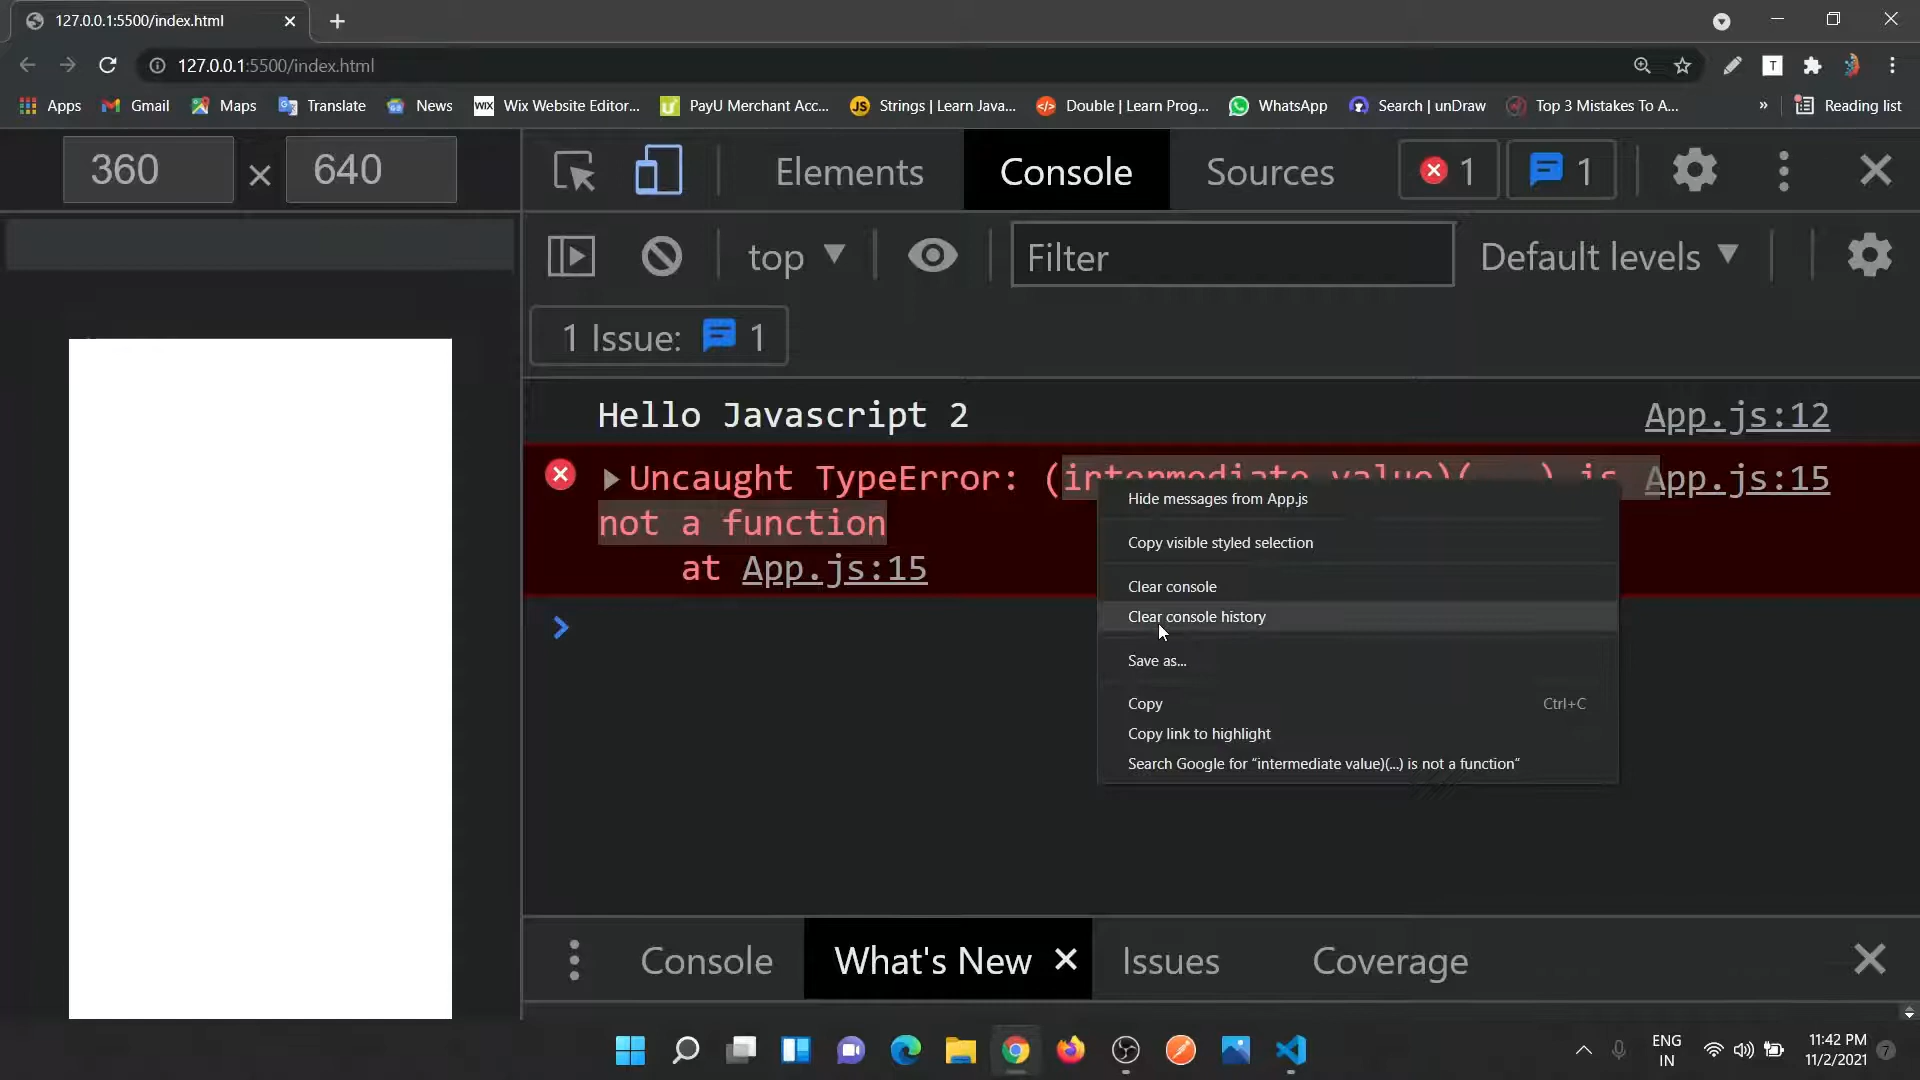 127.0.0.1:5500/index.html
127.0.0.1:5500/index.html
Apps Gmail Maps Translate News Wix Website Editor... PayU Merchant Acc... Strings | Learn Java... Double | Learn Prog... WhatsApp Search | unDraw Top 3 Mistakes To A... » Reading list
360 × 640
Elements Console Sources 1 1
top Filter Default levels
1 Issue: 1
Hello Javascript 2 App.js:12
Uncaught TypeError: (intermediate value)(...) is App.js:15
not a function
at App.js:15
Hide messages from App.js
Copy visible styled selection
Clear console
Clear console history
Save as...
Copy Ctrl+C
Copy link to highlight
Search Google for “intermediate value)(...) is not a function”
Console What's New Issues Coverage
ENG
IN
11:42 PM
11/2/2021
7